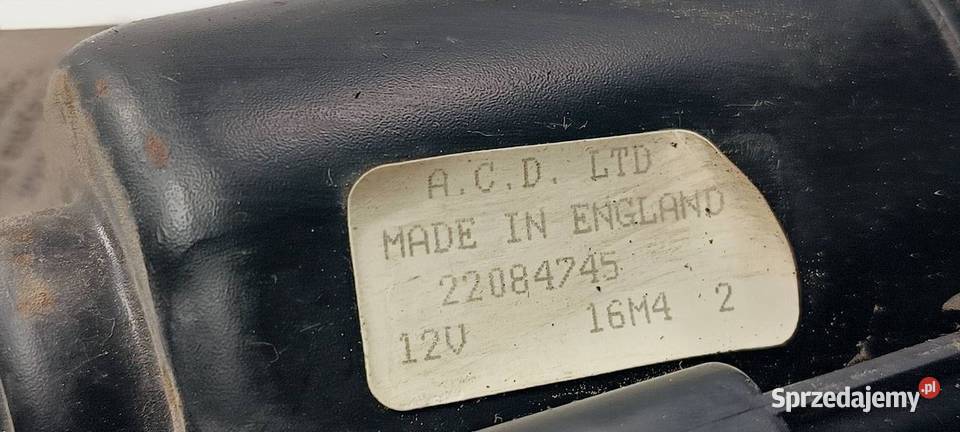 A.C.D. LTD
MADE IN ENGLAND
22084745
12V 16M4 2
Sprzedajemy.pl